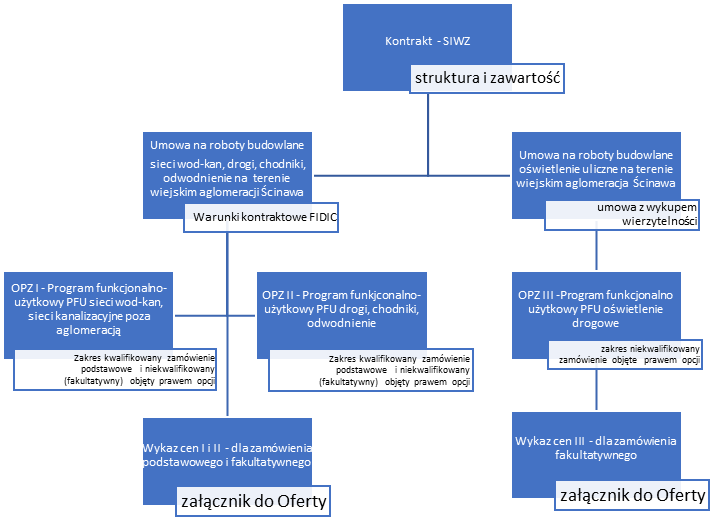 Kontrakt - SIWZ
struktura i zawartość
Umowa na roboty budowlane
sieci wod-kan, drogi, chodniki,
odwodnienie na terenie
wiejskim aglomeracji Ścinawa
Warunki kontraktowe FIDIC
Umowa na roboty budowlane
oświetlenie uliczne na terenie
wiejskim aglomeracja Ścinawa
umowa z wykupem
wierzytelności
OPZ I - Program funkcjonalno-
użytkowy PFU sieci wod-kan,
sieci kanalizacyjne poza
aglomeracją
Zakres kwalifikowany zamówienie
podstawowe i niekwalifikowany
(fakultatywny) objęty prawem opcji
OPZ II - Program funkjconalno-
użytkowy PFU drogi, chodniki,
odwodnienie
Zakres kwalifikowany zamówienie
podstawowe i niekwalifikowany
(fakultatywny) objęty prawem opcji
OPZ III -Program funkcjonalno
użytkowy PFU oświetlenie
drogowe
zakres niekwalifikowany
zamówienie objęte prawem opcji
Wykaz cen I i II - dla zamówienia
podstawowego i fakultatywnego
załącznik do Oferty
Wykaz cen III - dla zamówienia
fakultatywnego
załącznik do Oferty